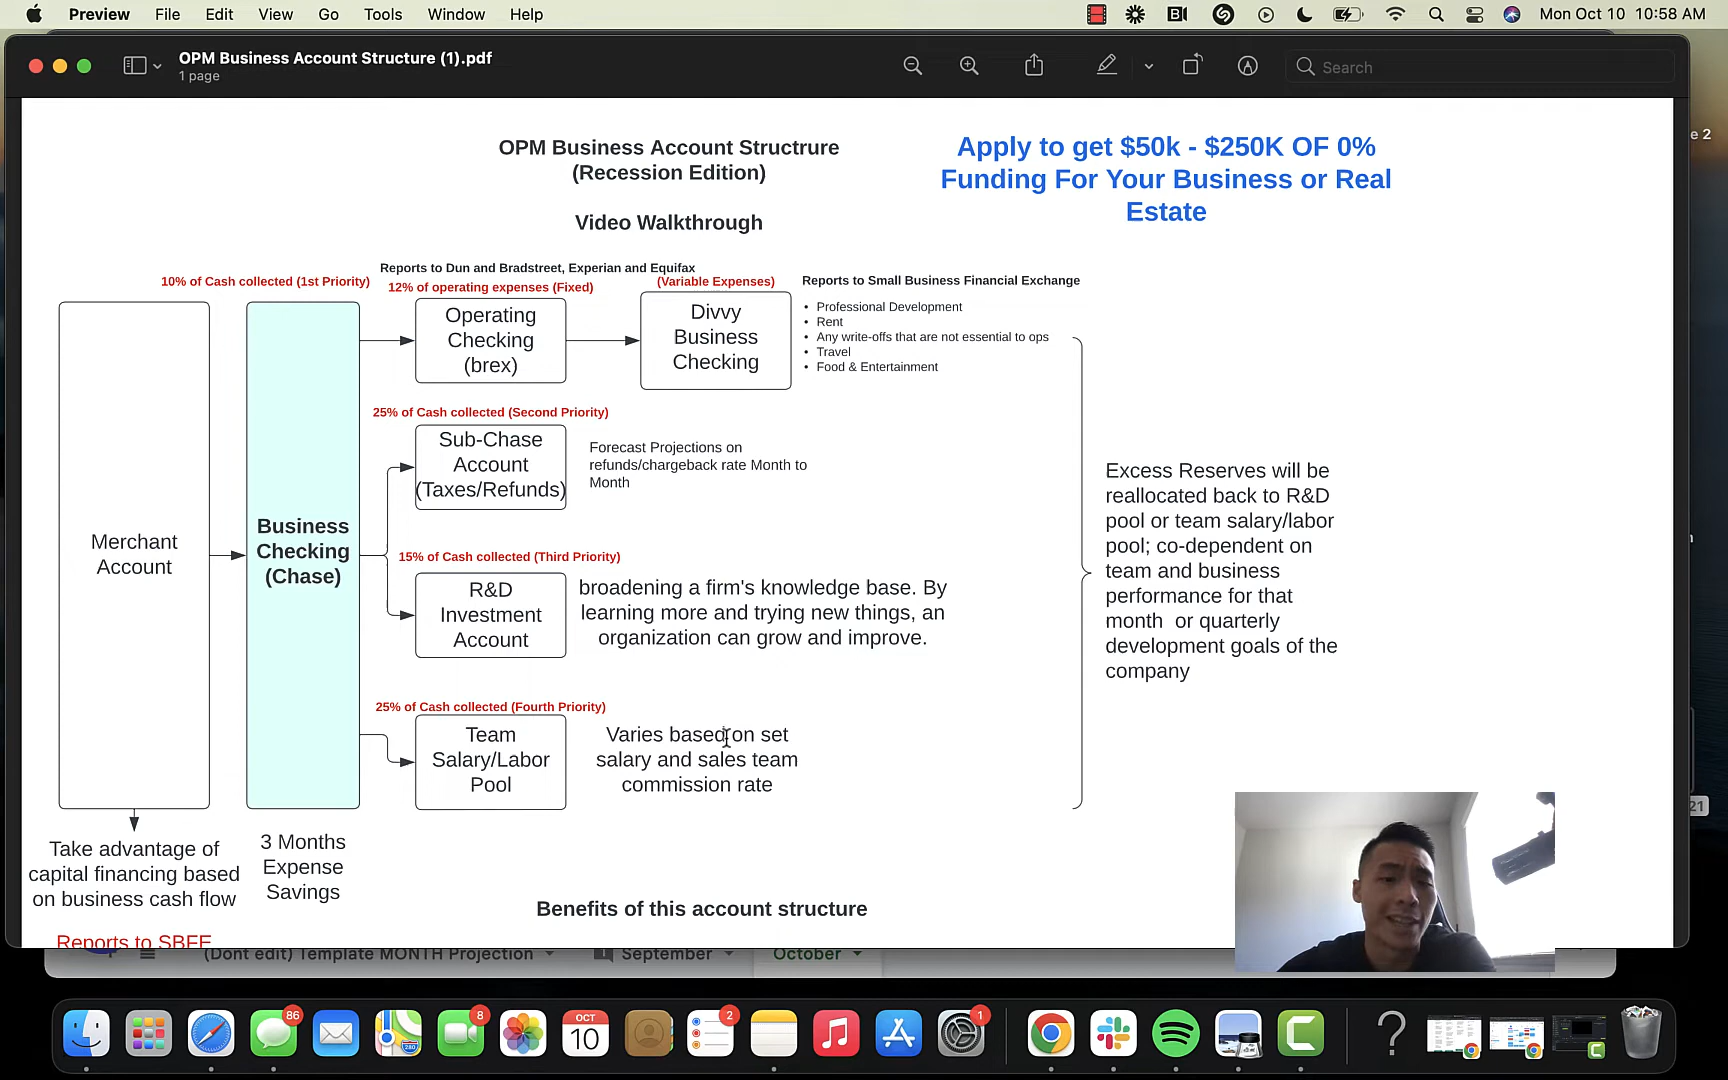 Preview File Edit View Go Tools Window Help
Mon Oct 10 10:58 AM
OPM Business Account Structure (1).pdf
1 page
Search
OPM Business Account Structrure
(Recession Edition)
Video Walkthrough
Apply to get $50k - $250K OF 0%
Funding For Your Business or Real
Estate
Reports to Dun and Bradstreet, Experian and Equifax
10% of Cash collected (1st Priority)
12% of operating expenses (Fixed)
(Variable Expenses)
Reports to Small Business Financial Exchange
Operating
Checking
(brex)
Divvy
Business
Checking
• Professional Development
• Rent
• Any write-offs that are not essential to ops
• Travel
• Food & Entertainment
25% of Cash collected (Second Priority)
Sub-Chase
Account
(Taxes/Refunds)
Forecast Projections on
refunds/chargeback rate Month to
Month
Merchant
Account
Business
Checking
(Chase)
15% of Cash collected (Third Priority)
R&D
Investment
Account
broadening a firm's knowledge base. By
learning more and trying new things, an
organization can grow and improve.
Excess Reserves will be
reallocated back to R&D
pool or team salary/labor
pool; co-dependent on
team and business
performance for that
month or quarterly
development goals of the
company
25% of Cash collected (Fourth Priority)
Team
Salary/Labor
Pool
Varies based on set
salary and sales team
commission rate
Take advantage of
capital financing based
on business cash flow
3 Months
Expense
Savings
Benefits of this account structure
Reports to SBFE
(Dont edit) Template MONTH Projection
September
October
e 2
21
86
8
OCT
10
2
1
280